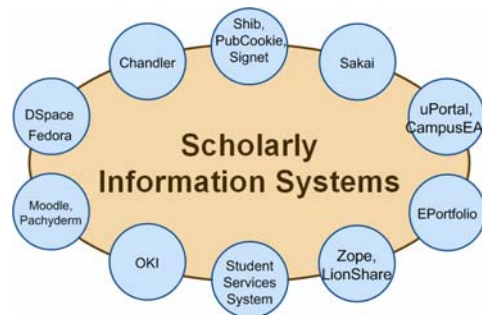 Shib,
PubCookie,
Signet
Chandler
Sakai
DSpace
Fedora
uPortal,
CampusEA
Scholarly
Information Systems
Moodle,
Pachyderm
EPortfolio
OKI
Student
Services
System
Zope,
LionShare